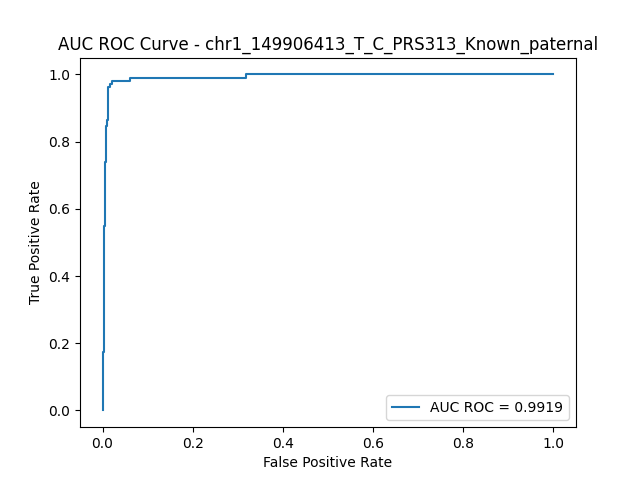 AUC ROC Curve - chr1_149906413_T_C_PRS313_Known_paternal
1.0
0.8
0.6
0.4
0.2
0.0
True Positive Rate
AUC ROC = 0.9919
0.0 0.2 0.4 0.6 0.8 1.0
False Positive Rate